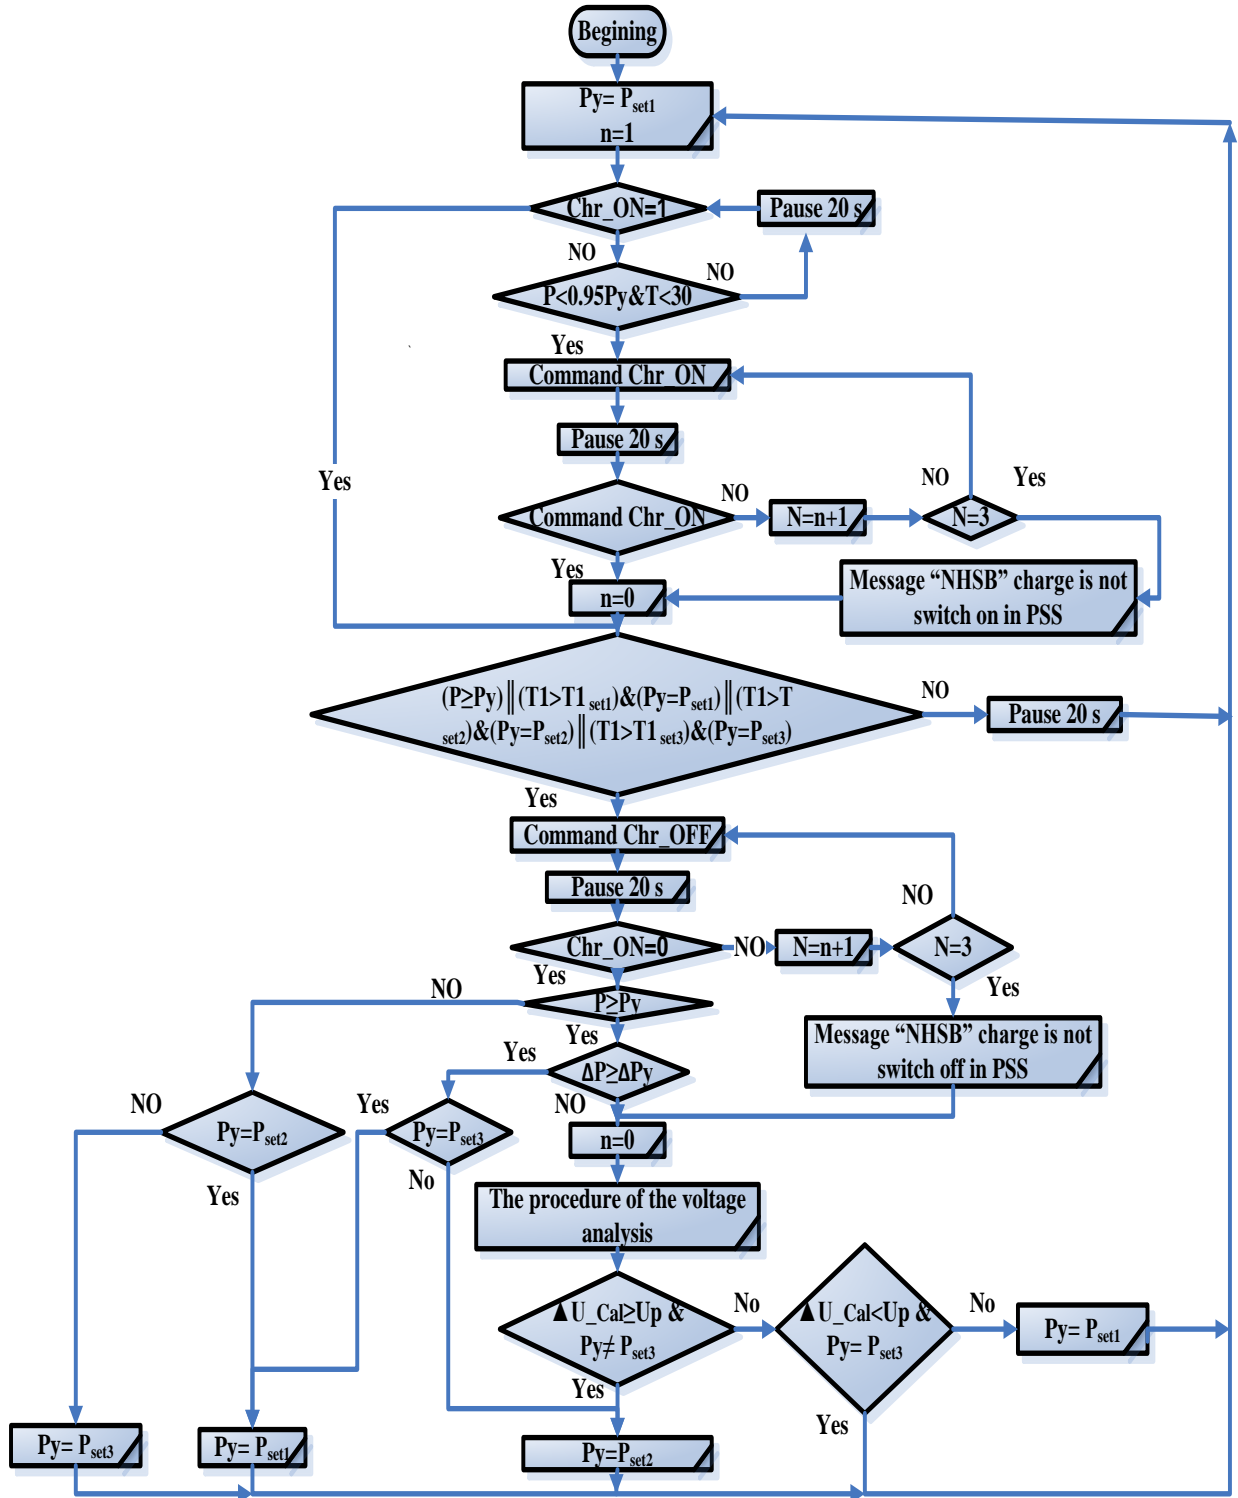 Begining
Py= Pset1
n=1
Chr_ON=1
Pause 20 s
NO
NO
P<0.95Py&T<30
Yes
Command Chr_ON
Pause 20 s
Yes
NO
NO
Yes
Command Chr_ON
N=n+1
N=3
Yes
n=0
Message “NHSB” charge is not
switch on in PSS
(P≥Py)||(T1>T1 set1)&(Py=Pset1)||(T1>T
set2)&(Py=Pset2)||(T1>T1 set3)&(Py=Pset3)
NO
Pause 20 s
Yes
Command Chr_OFF
Pause 20 s
NO
Chr_ON=0
NO
N=n+1
N=3
Yes
Yes
NO
P≥Py
Yes
Message “NHSB” charge is not
switch off in PSS
Yes
ΔP≥ΔPy
NO
NO
Yes
Py=Pset2
Py=Pset3
n=0
Yes
No
The procedure of the voltage
analysis
▲U_Cal≥Up &
Py≠ Pset3
No
▲U_Cal<Up &
Py= Pset3
No
Py= Pset1
Yes
Yes
Py= Pset3
Py= Pset1
Py=Pset2